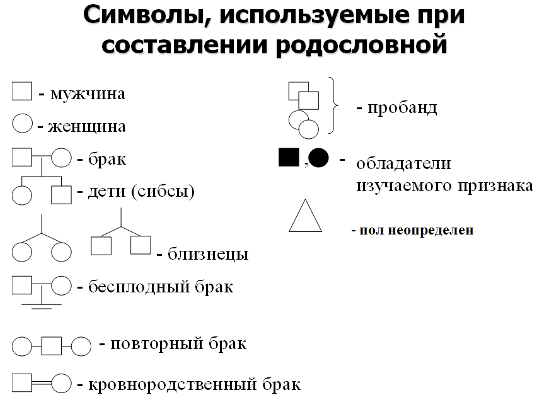 Символы, используемые при
составлении родословной
- мужчина
- женщина
- брак
- дети (сибсы)
- близнецы
- бесплодный брак
- повторный брак
- кровнородственный брак
- пробанд
, - обладатели
изучаемого признака
- пол неопределен